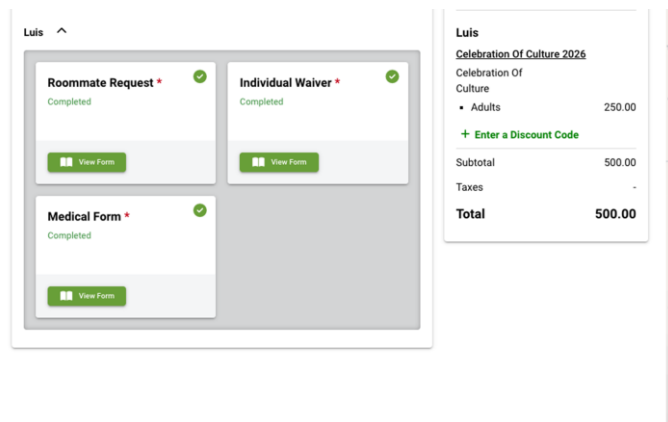 Luis
Roommate Request *
Completed
View Form
Individual Waiver *
Completed
View Form
Medical Form *
Completed
View Form
Luis
Celebration Of Culture 2026
Celebration Of
Culture
▪ Adults 250.00
+ Enter a Discount Code
Subtotal 500.00
Taxes -
Total 500.00